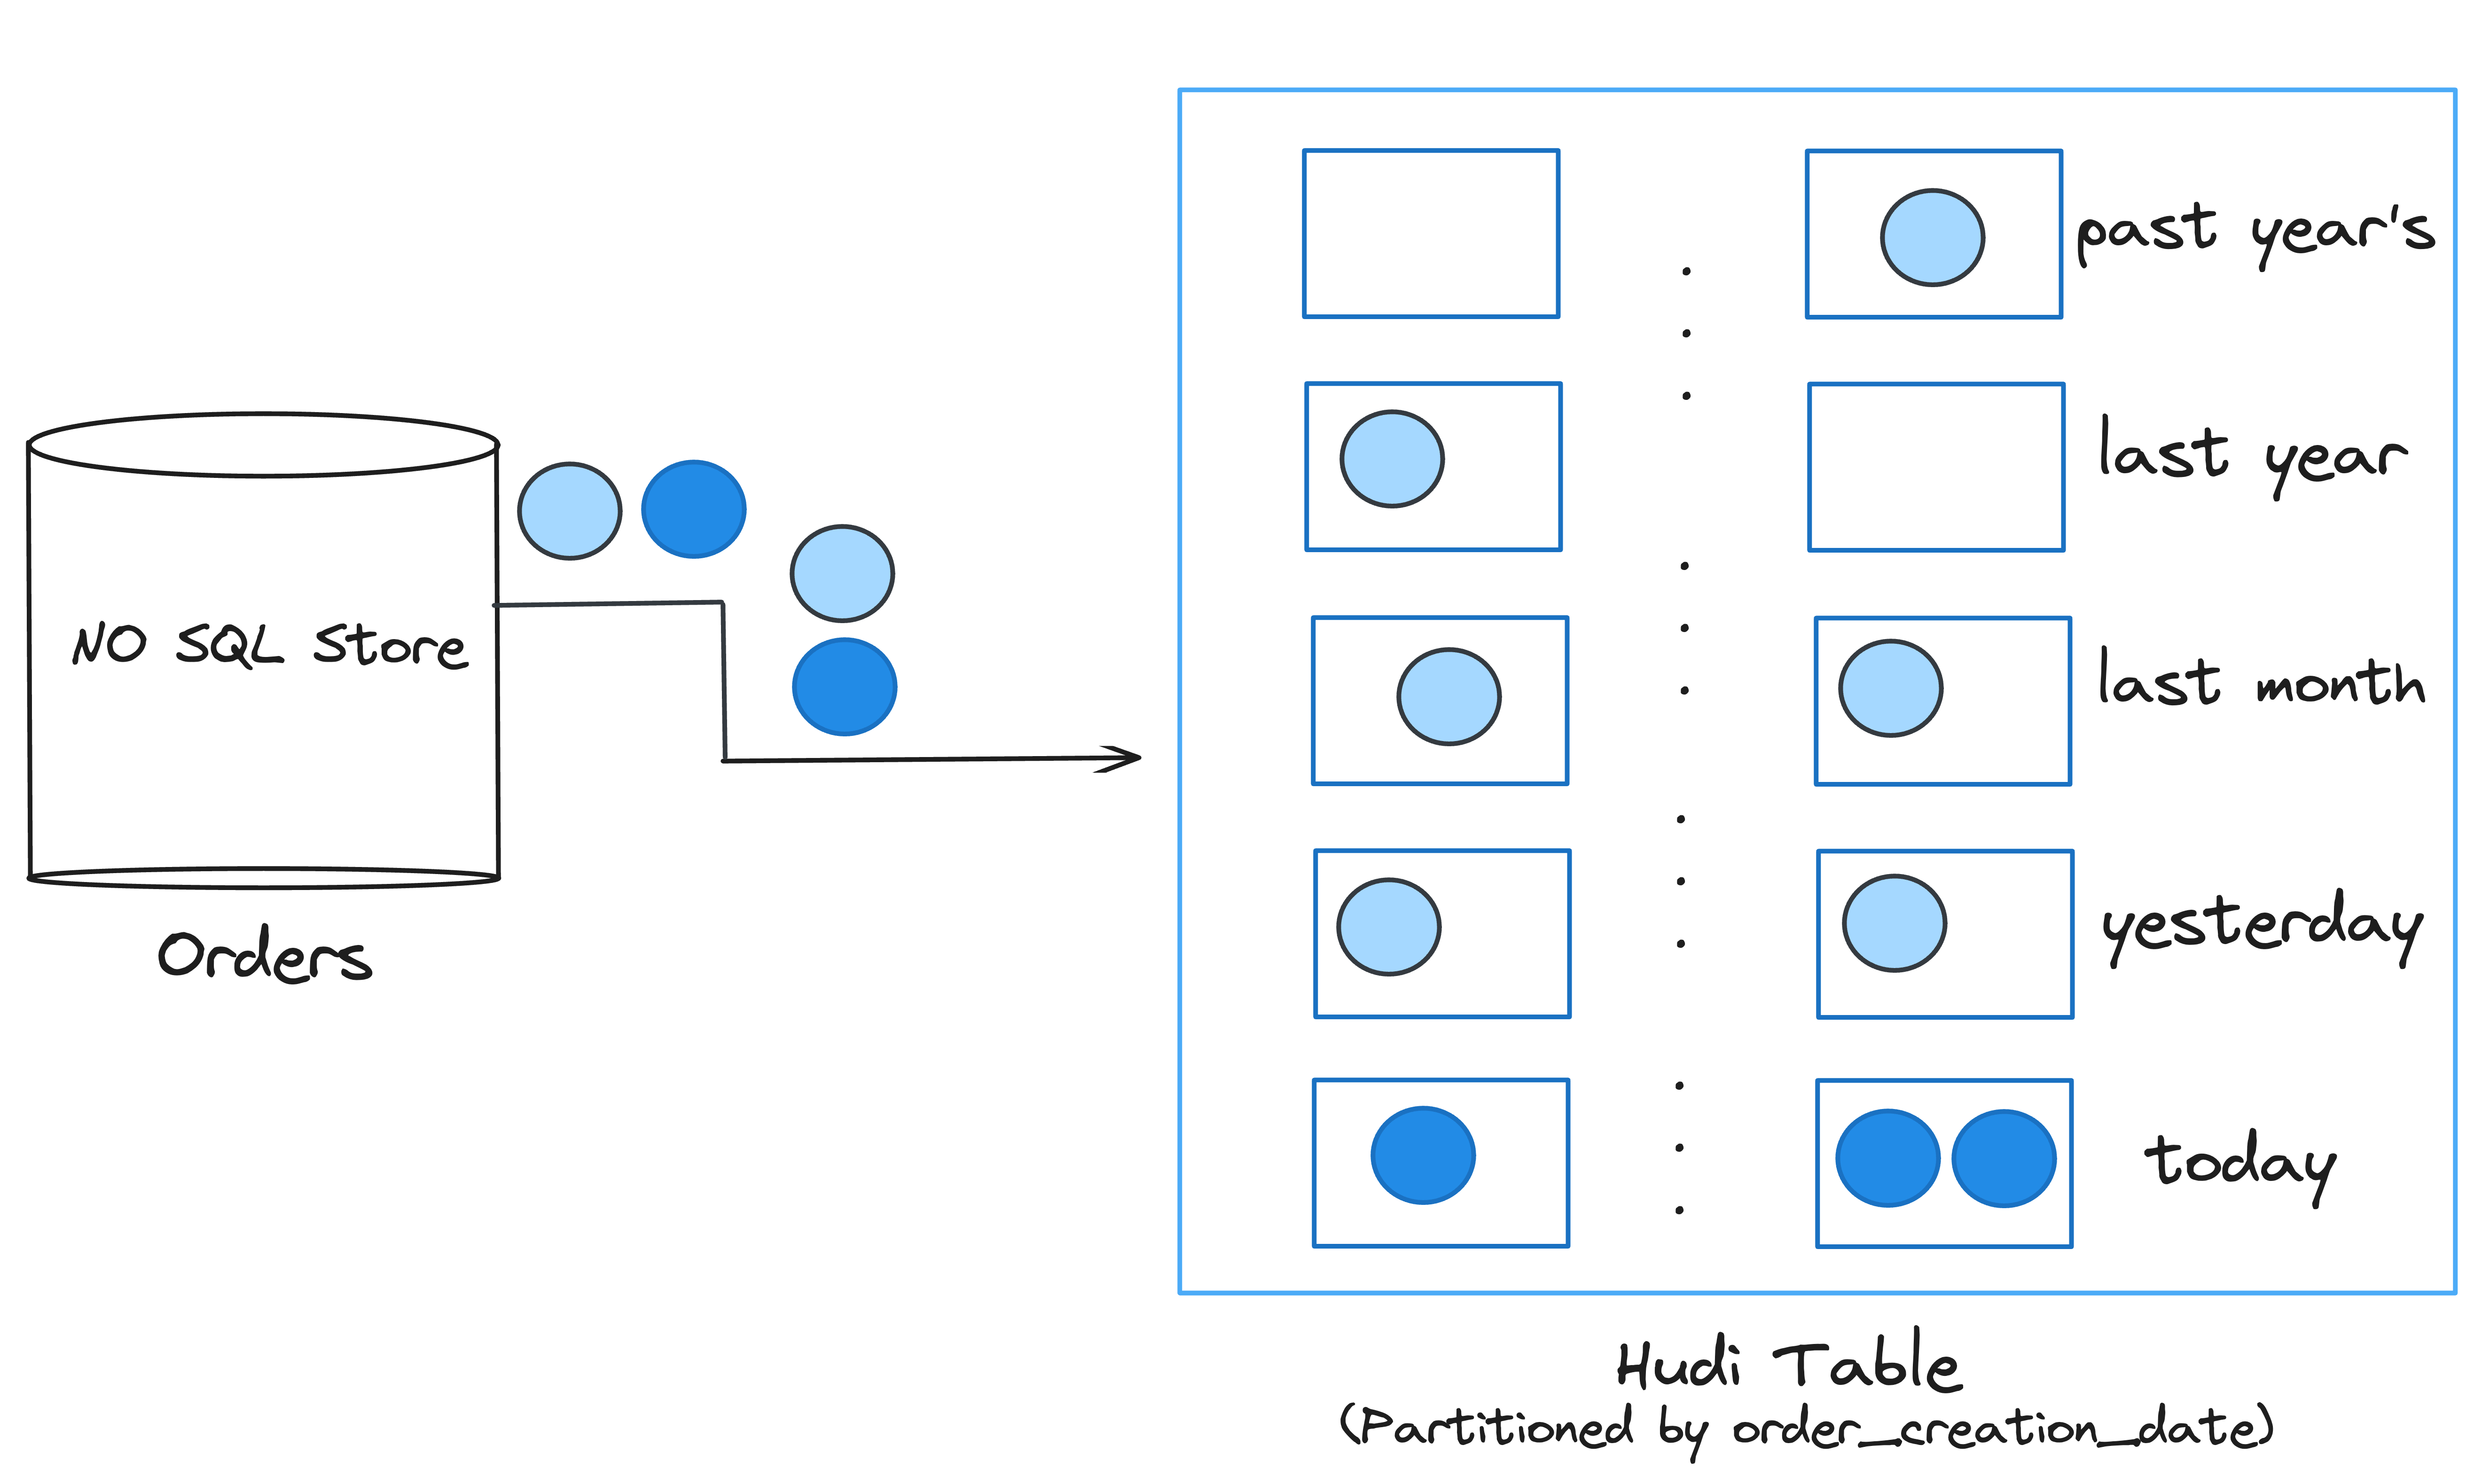 past year's
last year
NO SQL store
last month
yesterday
Orders
today
Hudi Table
(Partitioned by order_creation_date)